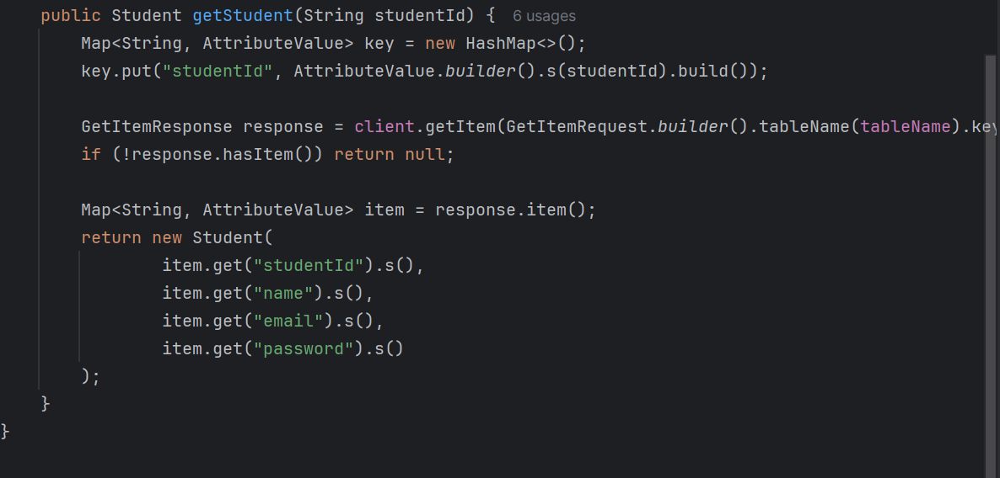 public Student getStudent(String studentId) {  6 usages
Map<String, AttributeValue> key = new HashMap<>();
key.put("studentId", AttributeValue.builder().s(studentId).build());
GetItemResponse response = client.getItem(GetItemRequest.builder().tableName(tableName).key
if (!response.hasItem()) return null;
Map<String, AttributeValue> item = response.item();
return new Student(
item.get("studentId").s(),
item.get("name").s(),
item.get("email").s(),
item.get("password").s()
);
}
}